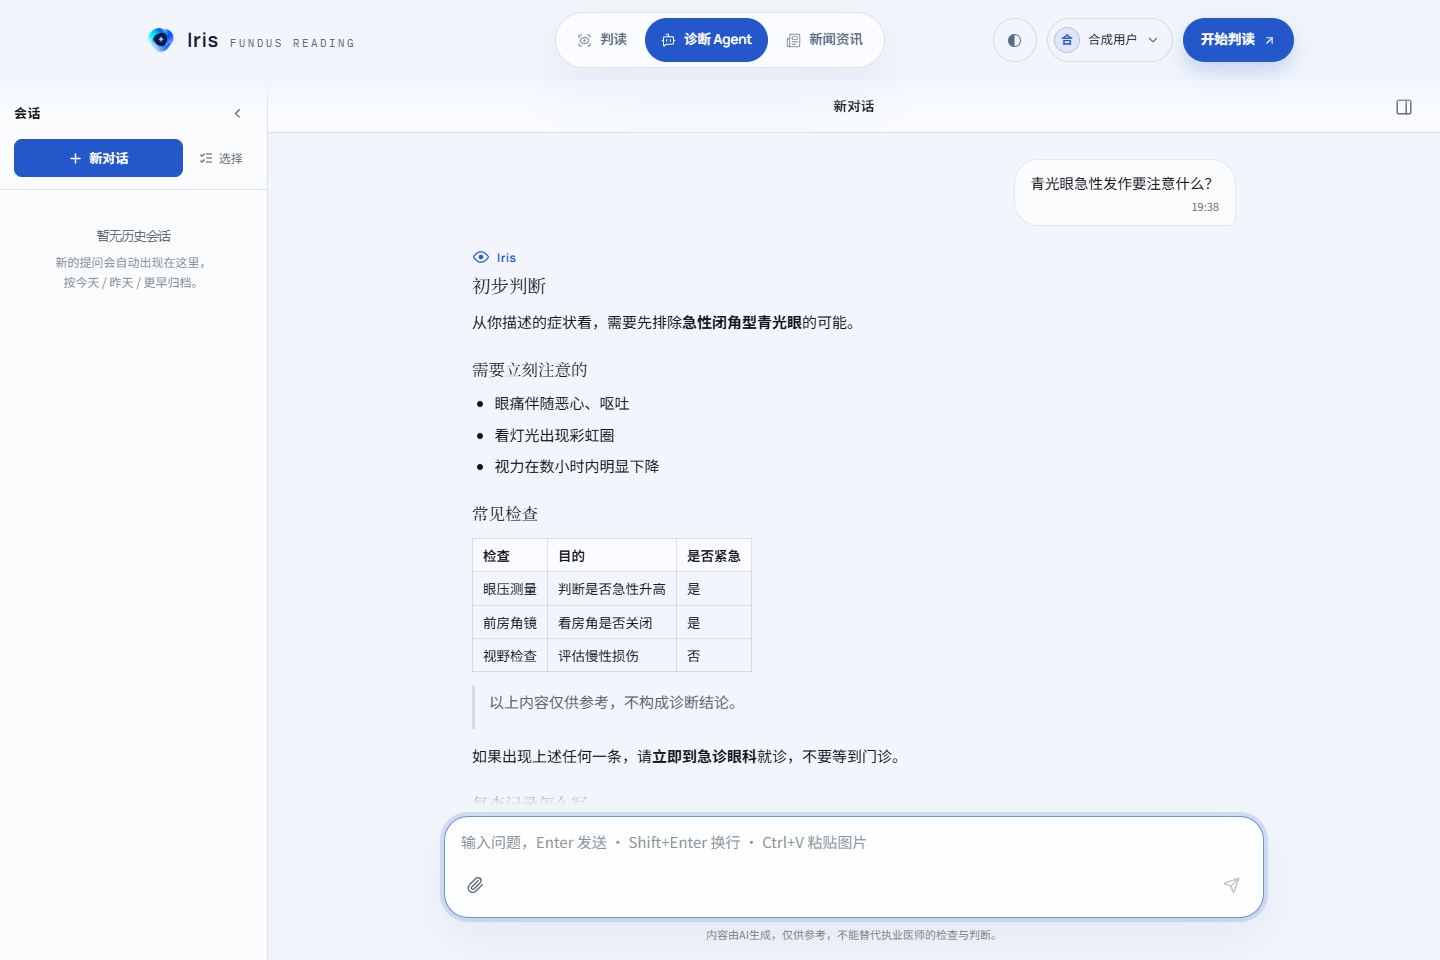 Iris FUNDUS READING
判读
诊断 Agent
新闻资讯
合 合成用户
开始判读
会话
新对话
选择
暂无历史会话
新的提问会自动出现在这里，
按今天 / 昨天 / 更早归档。
新对话
青光眼急性发作要注意什么？
19:38
Iris
初步判断
从你描述的症状看，需要先排除急性闭角型青光眼的可能。
需要立刻注意的
眼痛伴随恶心、呕吐
看灯光出现彩虹圈
视力在数小时内明显下降
常见检查
检查 目的 是否紧急
眼压测量 判断是否急性升高 是
前房角镜 看房角是否关闭 是
视野检查 评估慢性损伤 否
以上内容仅供参考，不构成诊断结论。
如果出现上述任何一条，请立即到急诊眼科就诊，不要等到门诊。
复查记录怎么写
输入问题，Enter 发送 · Shift+Enter 换行 · Ctrl+V 粘贴图片
内容由AI生成，仅供参考，不能替代执业医师的检查与判断。